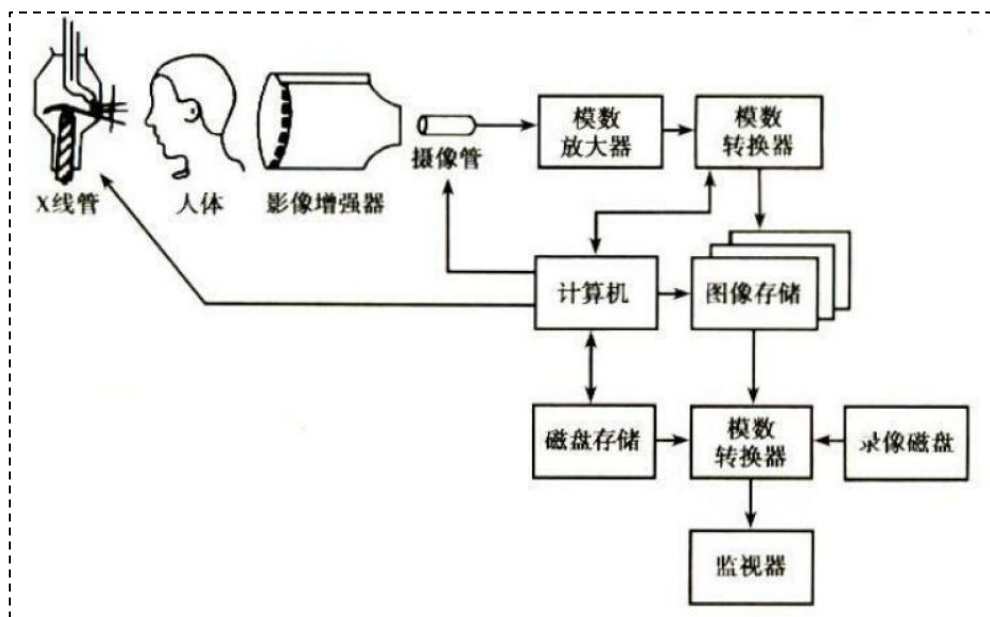 X线管
人体
影像增强器
摄像管
模数
放大器
模数
转换器
计算机
图像存储
磁盘存储
模数
转换器
录像磁盘
监视器